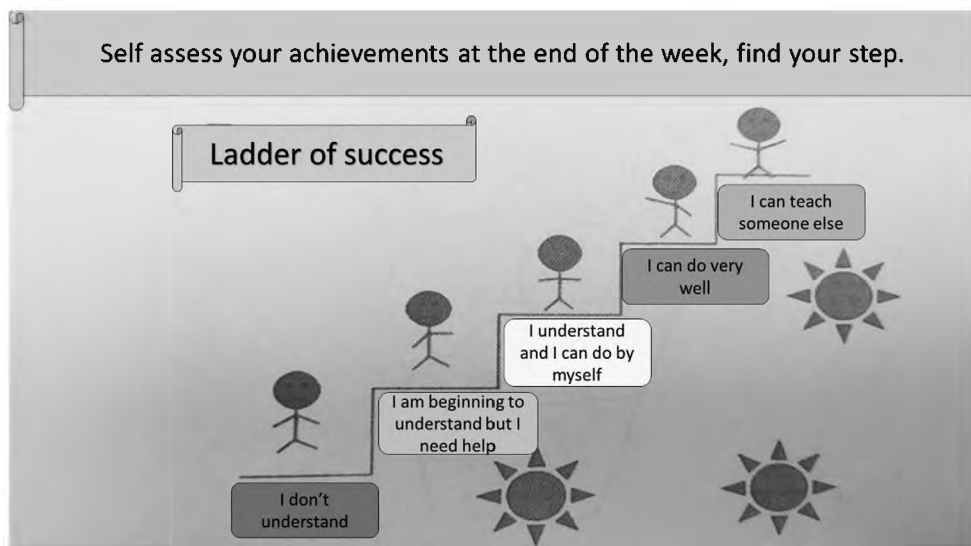 Self assess your achievements at the end of the week, find your step.
Ladder of success
I can teach
someone else
I can do very
well
I understand
and I can do by
myself
I am beginning to
understand but I
need help
I don't
understand